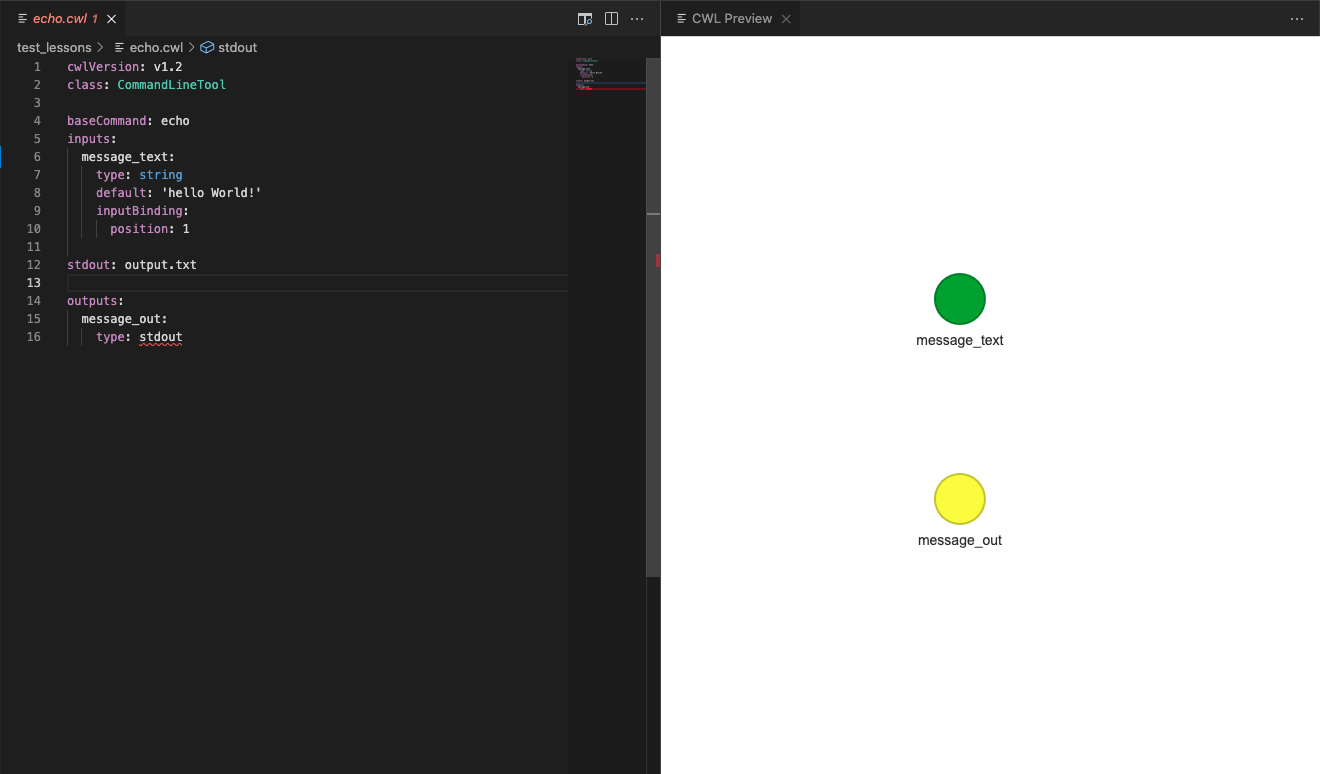 echo.cwl 1
CWL Preview
test_lessons > echo.cwl > stdout
1 cwlVersion: v1.2
2 class: CommandLineTool
3
4 baseCommand: echo
5 inputs:
6   message_text:
7     type: string
8     default: 'hello World!'
9     inputBinding:
10       position: 1
11
12 stdout: output.txt
13
14 outputs:
15   message_out:
16     type: stdout
message_text
message_out